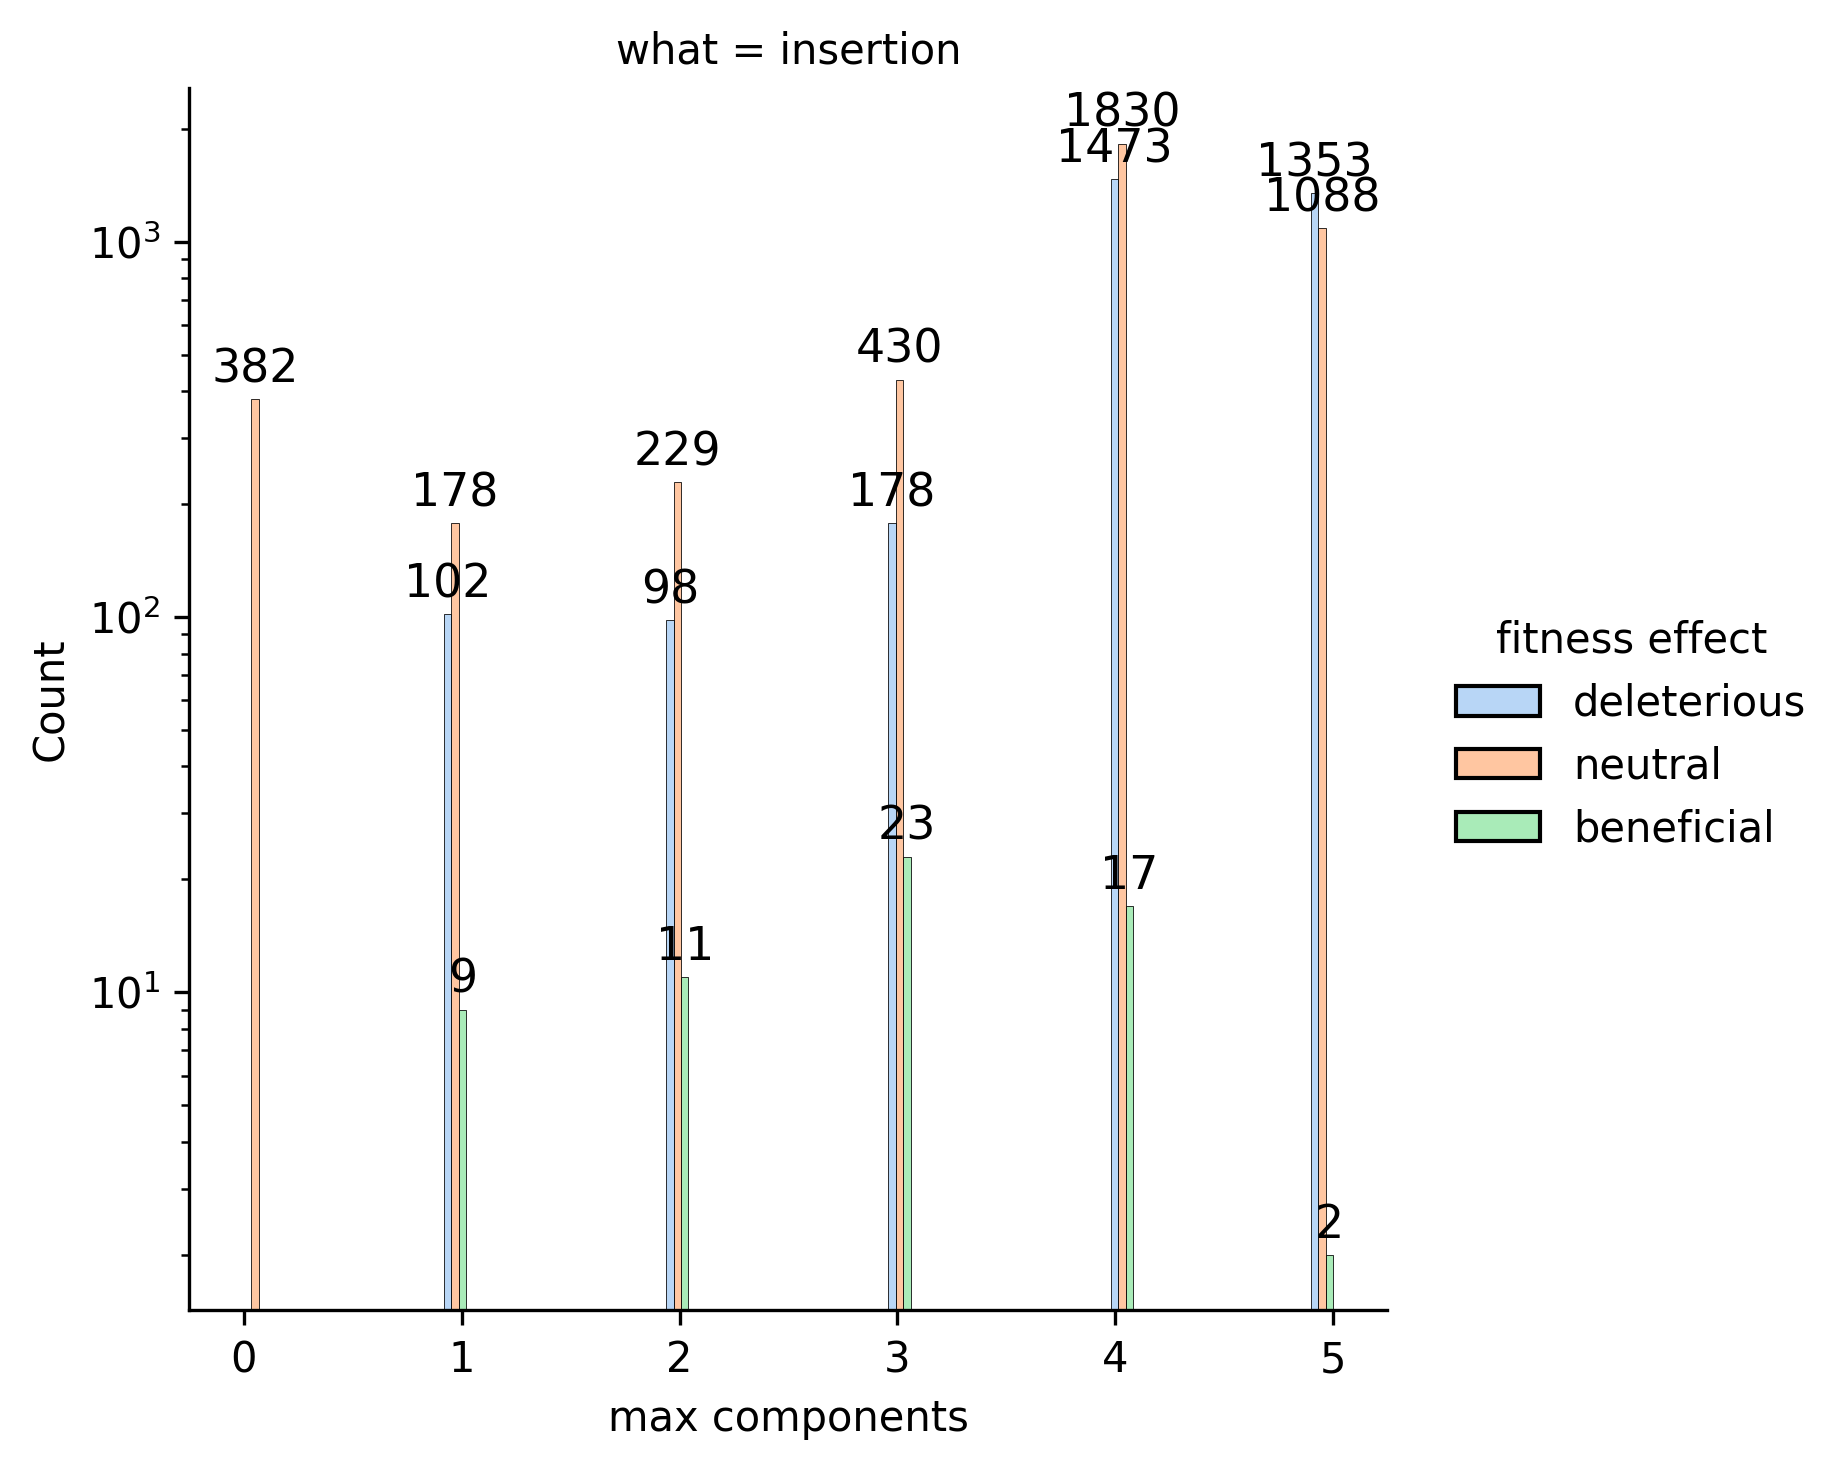 what = insertion
1830
1473
1353
1088
10³
382
430
178
229
178
102
98
10²
23
17
11
9
10¹
2
Count
0 1 2 3 4 5
max components
fitness effect
deleterious
neutral
beneficial